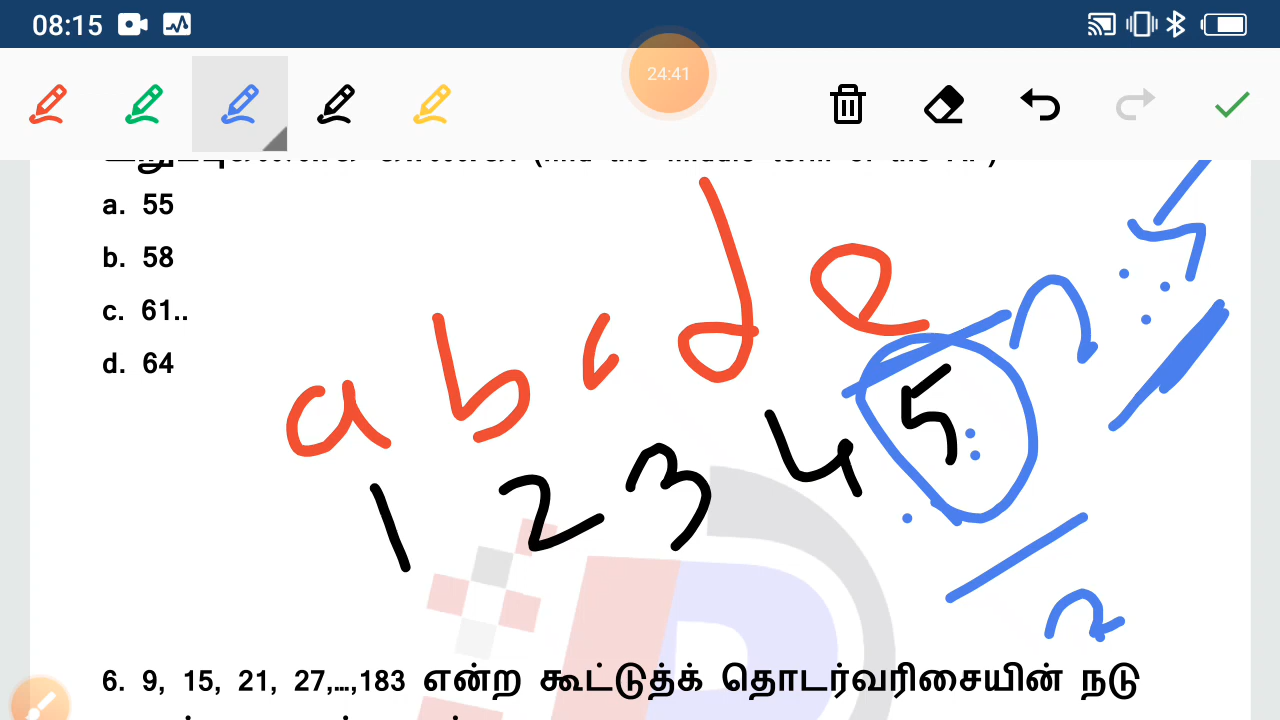 08:15
24:41
a. 55
b. 58
c. 61..
d. 64
a b c d e n
1 2 3 4 5
2
6. 9, 15, 21, 27,…,183 என்ற கூட்டுத்க் தொடர்வரிசையின் நடு